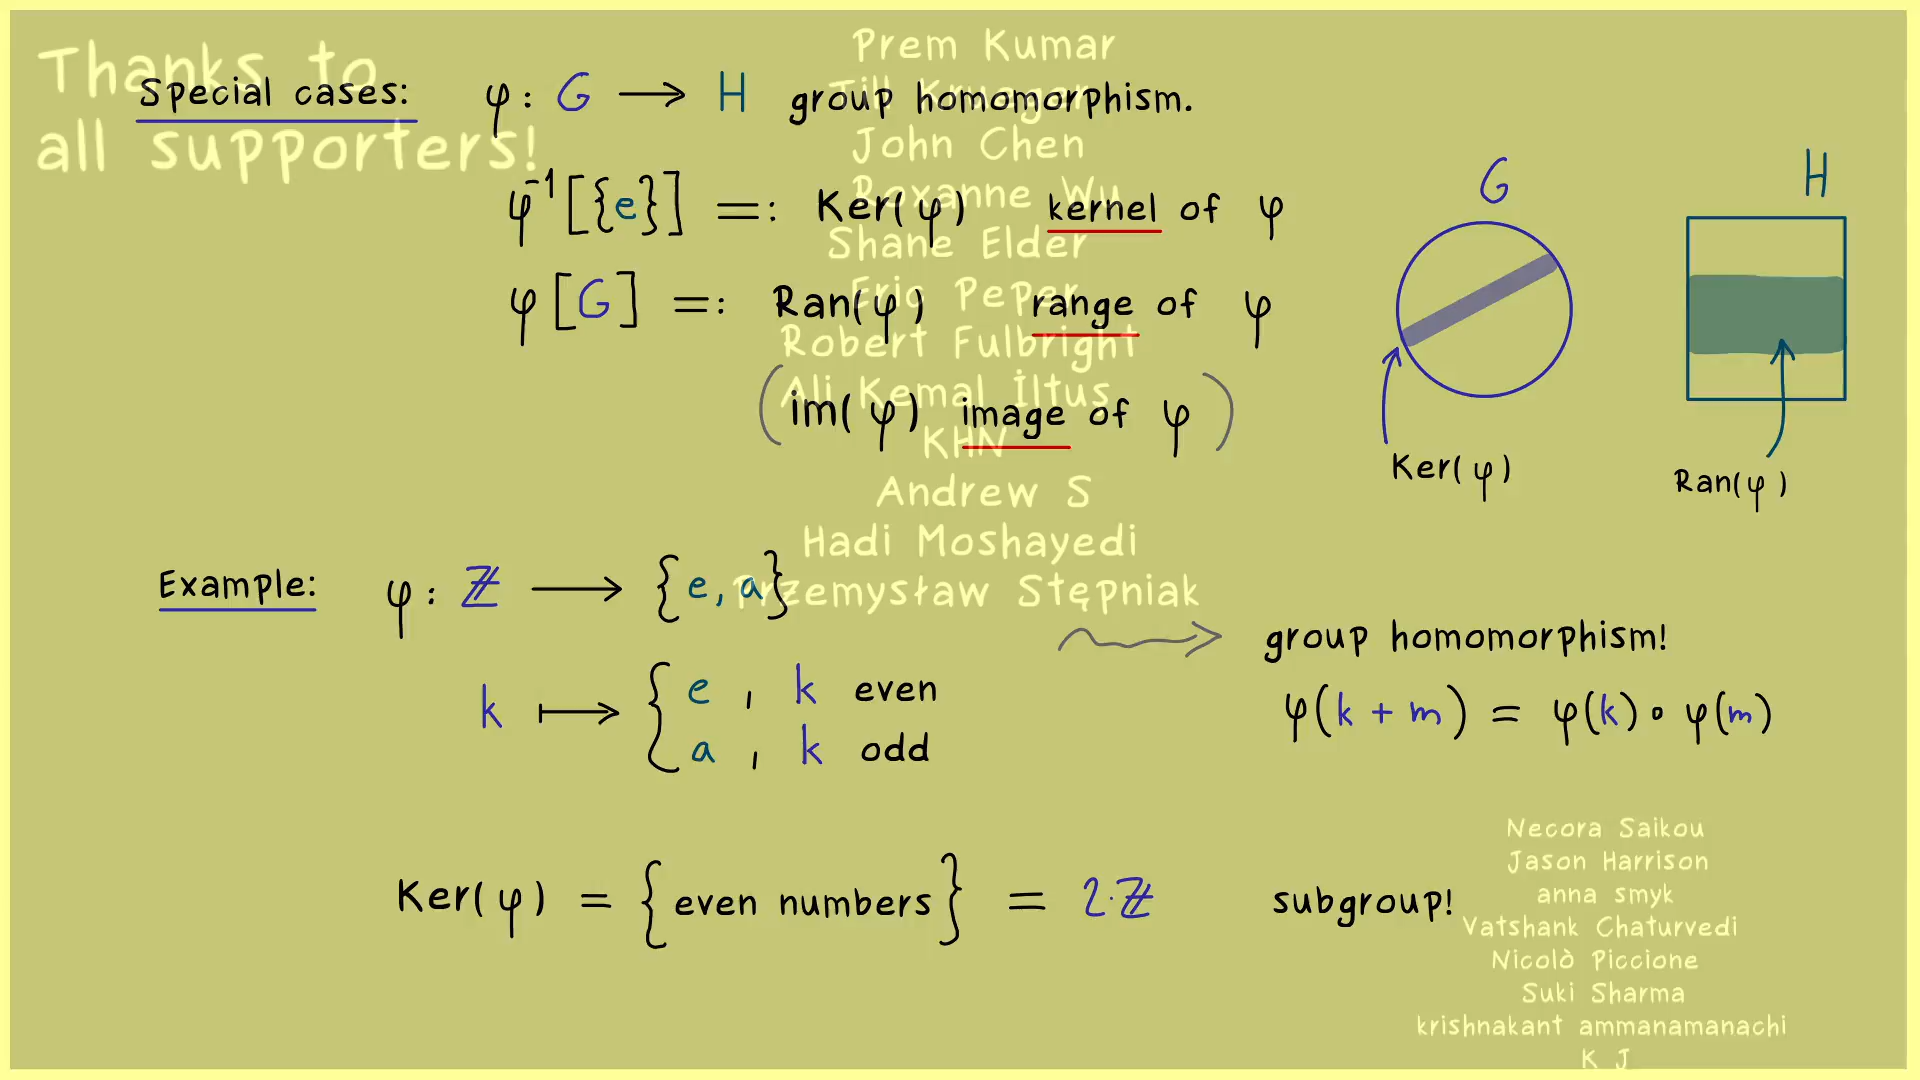 Thanks to
all supporters!
Special cases: φ: G ⟶ H group homomorphism.
φ⁻¹[{e}] =: Ker(φ) kernel of φ
φ[G] =: Ran(φ) range of φ
(im(φ) image of φ)
G
H
Ker(φ)
Ran(φ)
Example: φ: ℤ ⟶ {e, a}
k ⟼ { e , k even
a , k odd
group homomorphism!
φ(k + m) = φ(k) ∘ φ(m)
Ker(φ) = {even numbers} = 2·ℤ subgroup!
Prem Kumar
Till Krueger
John Chen
Roxanne Wu
Shane Elder
Eric Peper
Robert Fulbright
Ali Kemal İltuş
KHN
Andrew S
Hadi Moshayedi
Przemysław Stępniak
Necora Saikou
Jason Harrison
anna smyk
Vatshank Chaturvedi
Nicolò Piccione
Suki Sharma
krishnakant ammanamanachi
K J